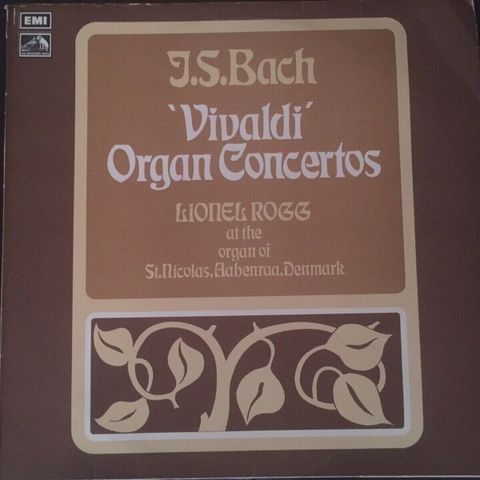 EMI
J.S.Bach
'Vivaldi'
Organ Concertos
LIONEL ROGG
at the
organ of
St.Nicolas,Aabenraa,Denmark